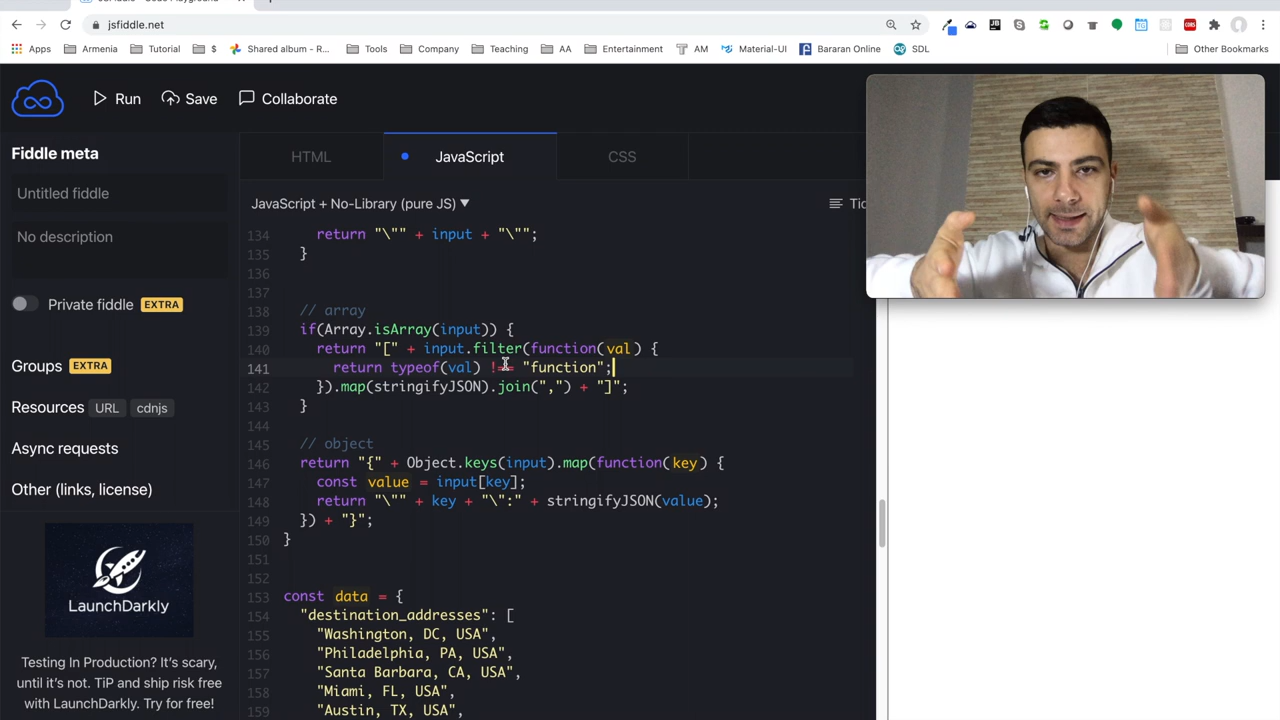 jsfiddle.net
Apps Armenia Tutorial $ Shared album - R... Tools Company Teaching AA Entertainment AM Material-UI Bararan Online SDL Other Bookmarks
Run Save Collaborate
Fiddle meta
Untitled fiddle
No description
Private fiddle EXTRA
Groups EXTRA
Resources URL cdnjs
Async requests
Other (links, license)
LaunchDarkly
Testing In Production? It's scary,
until it's not. TiP and ship risk free
with LaunchDarkly. Try for free!
HTML JavaScript CSS
JavaScript + No-Library (pure JS) ▼
134 return "\"" + input + "\"";
135 }
136
137
138 // array
139 if(Array.isArray(input)) {
140 return "[" + input.filter(function(val) {
141 return typeof(val) !== "function";
142 }).map(stringifyJSON).join(",") + "]";
143 }
144
145 // object
146 return "{" + Object.keys(input).map(function(key) {
147 const value = input[key];
148 return "\"" + key + "\":" + stringifyJSON(value);
149 }) + "}";
150 }
151
152
153 const data = {
154 "destination_addresses": [
155 "Washington, DC, USA",
156 "Philadelphia, PA, USA",
157 "Santa Barbara, CA, USA",
158 "Miami, FL, USA",
159 "Austin, TX, USA",